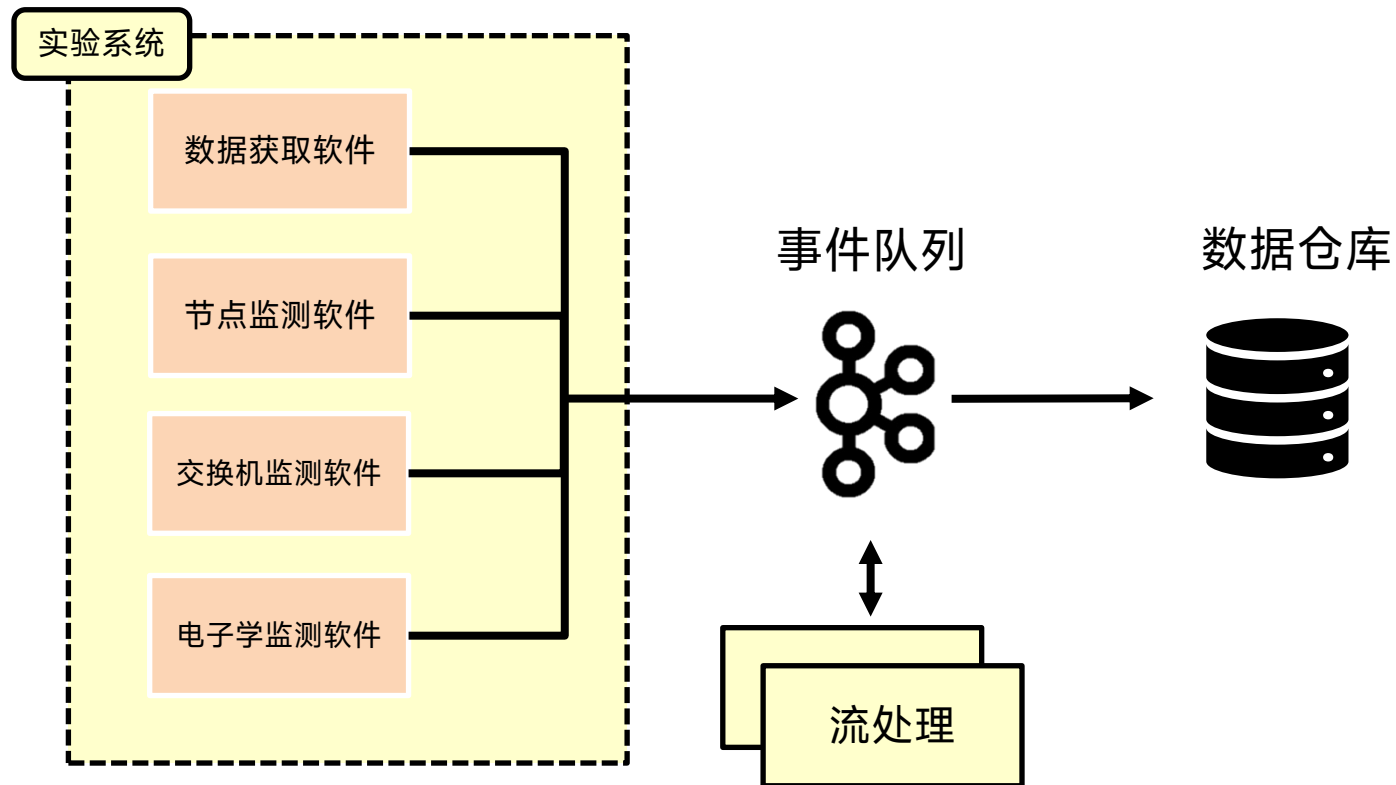 实验系统
数据获取软件
节点监测软件
交换机监测软件
电子学监测软件
事件队列
数据仓库
流处理